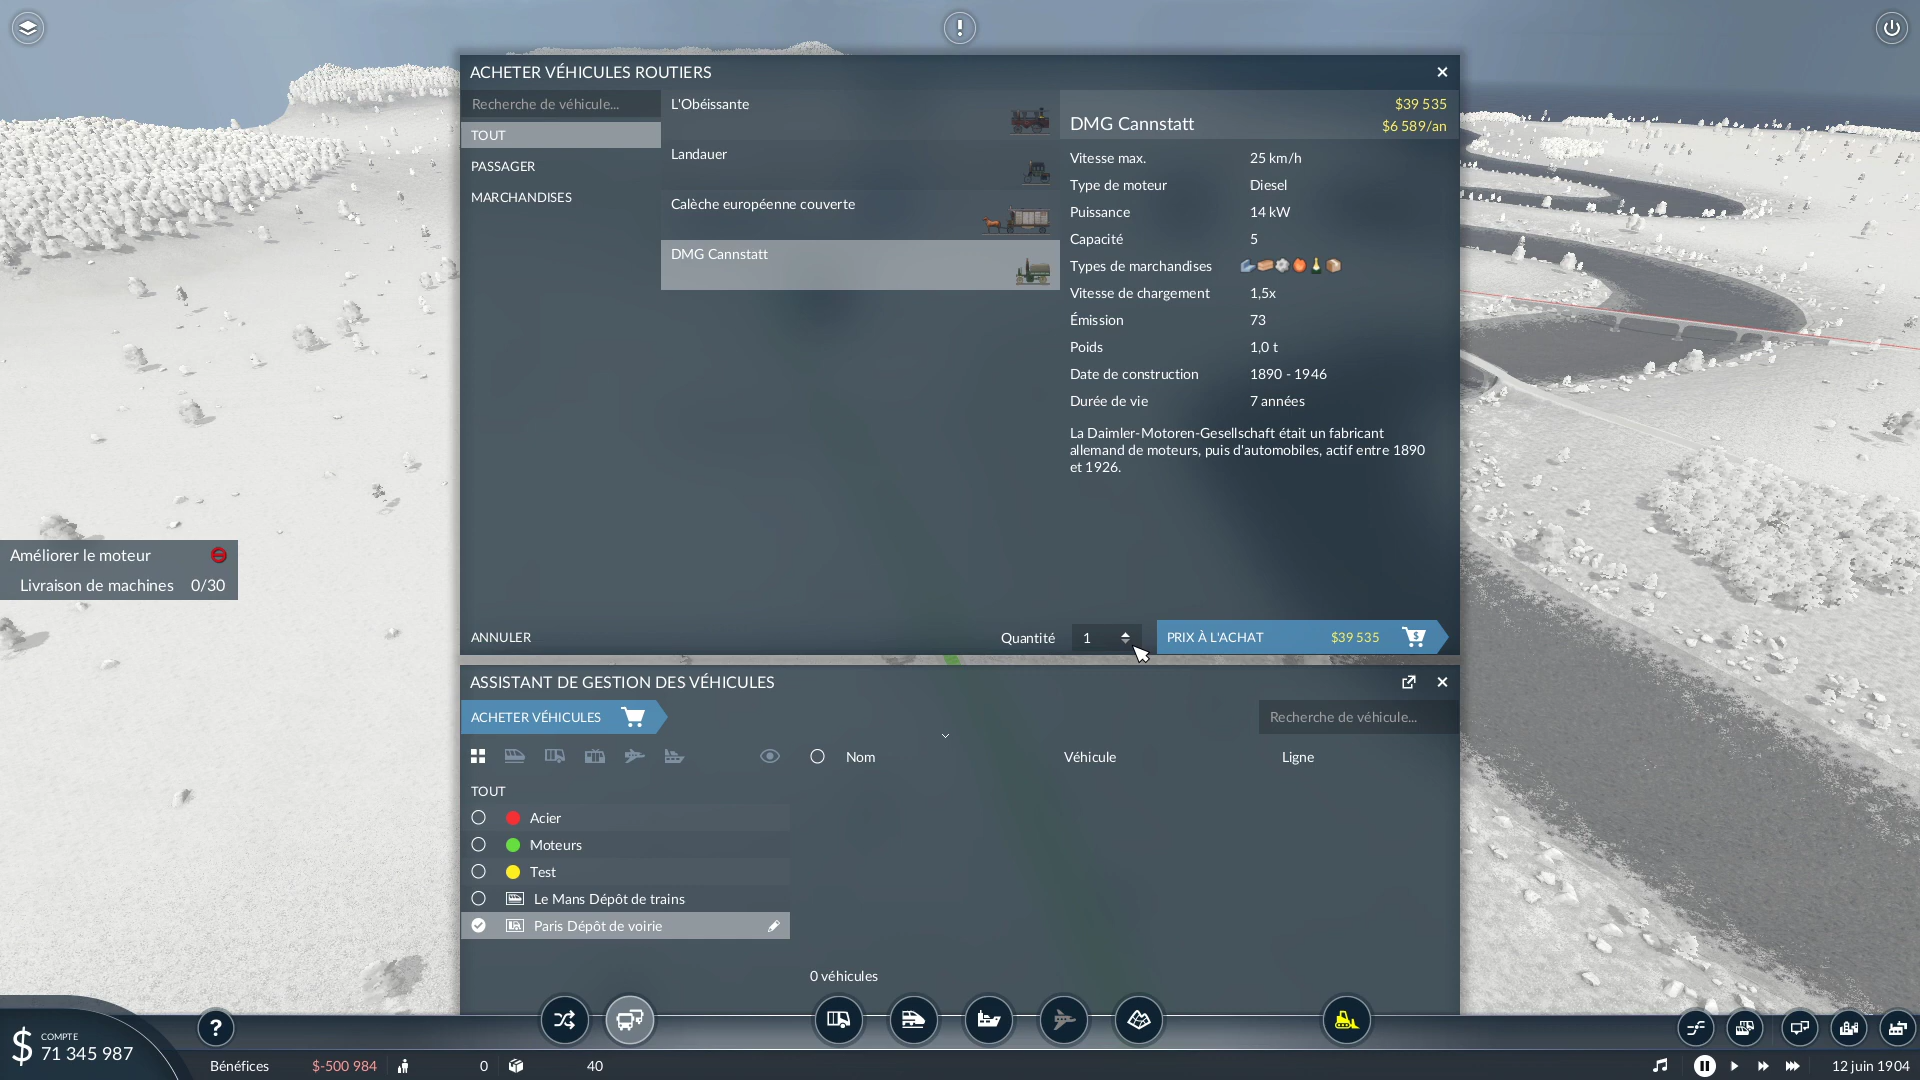 ACHETER VÉHICULES ROUTIERS
Recherche de véhicule...
TOUT
PASSAGER
MARCHANDISES
L'Obéissante
Landauer
Calèche européenne couverte
DMG Cannstatt
$39 535
DMG Cannstatt
$6 589/an
Vitesse max. 25 km/h
Type de moteur Diesel
Puissance 14 kW
Capacité 5
Types de marchandises
Vitesse de chargement 1,5x
Émission 73
Poids 1,0 t
Date de construction 1890 - 1946
Durée de vie 7 années
La Daimler-Motoren-Gesellschaft était un fabricant
allemand de moteurs, puis d'automobiles, actif entre 1890
et 1926.
Améliorer le moteur
Livraison de machines 0/30
ANNULER
Quantité 1
PRIX À L'ACHAT $39 535
ASSISTANT DE GESTION DES VÉHICULES
ACHETER VÉHICULES
Recherche de véhicule...
Nom Véhicule Ligne
TOUT
Acier
Moteurs
Test
Le Mans Dépôt de trains
Paris Dépôt de voirie
0 véhicules
$ COMPTE
71 345 987
?
Bénéfices $-500 984 0 40
12 juin 1904